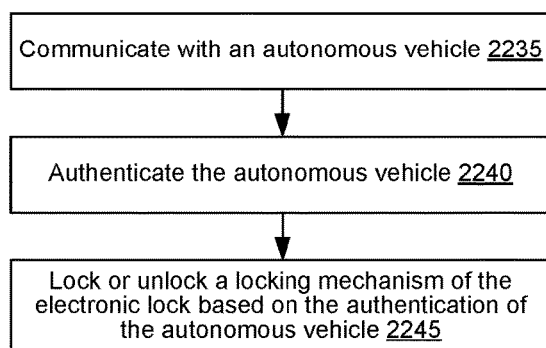 Communicate with an autonomous vehicle 2235
Authenticate the autonomous vehicle 2240
Lock or unlock a locking mechanism of the
electronic lock based on the authentication of
the autonomous vehicle 2245